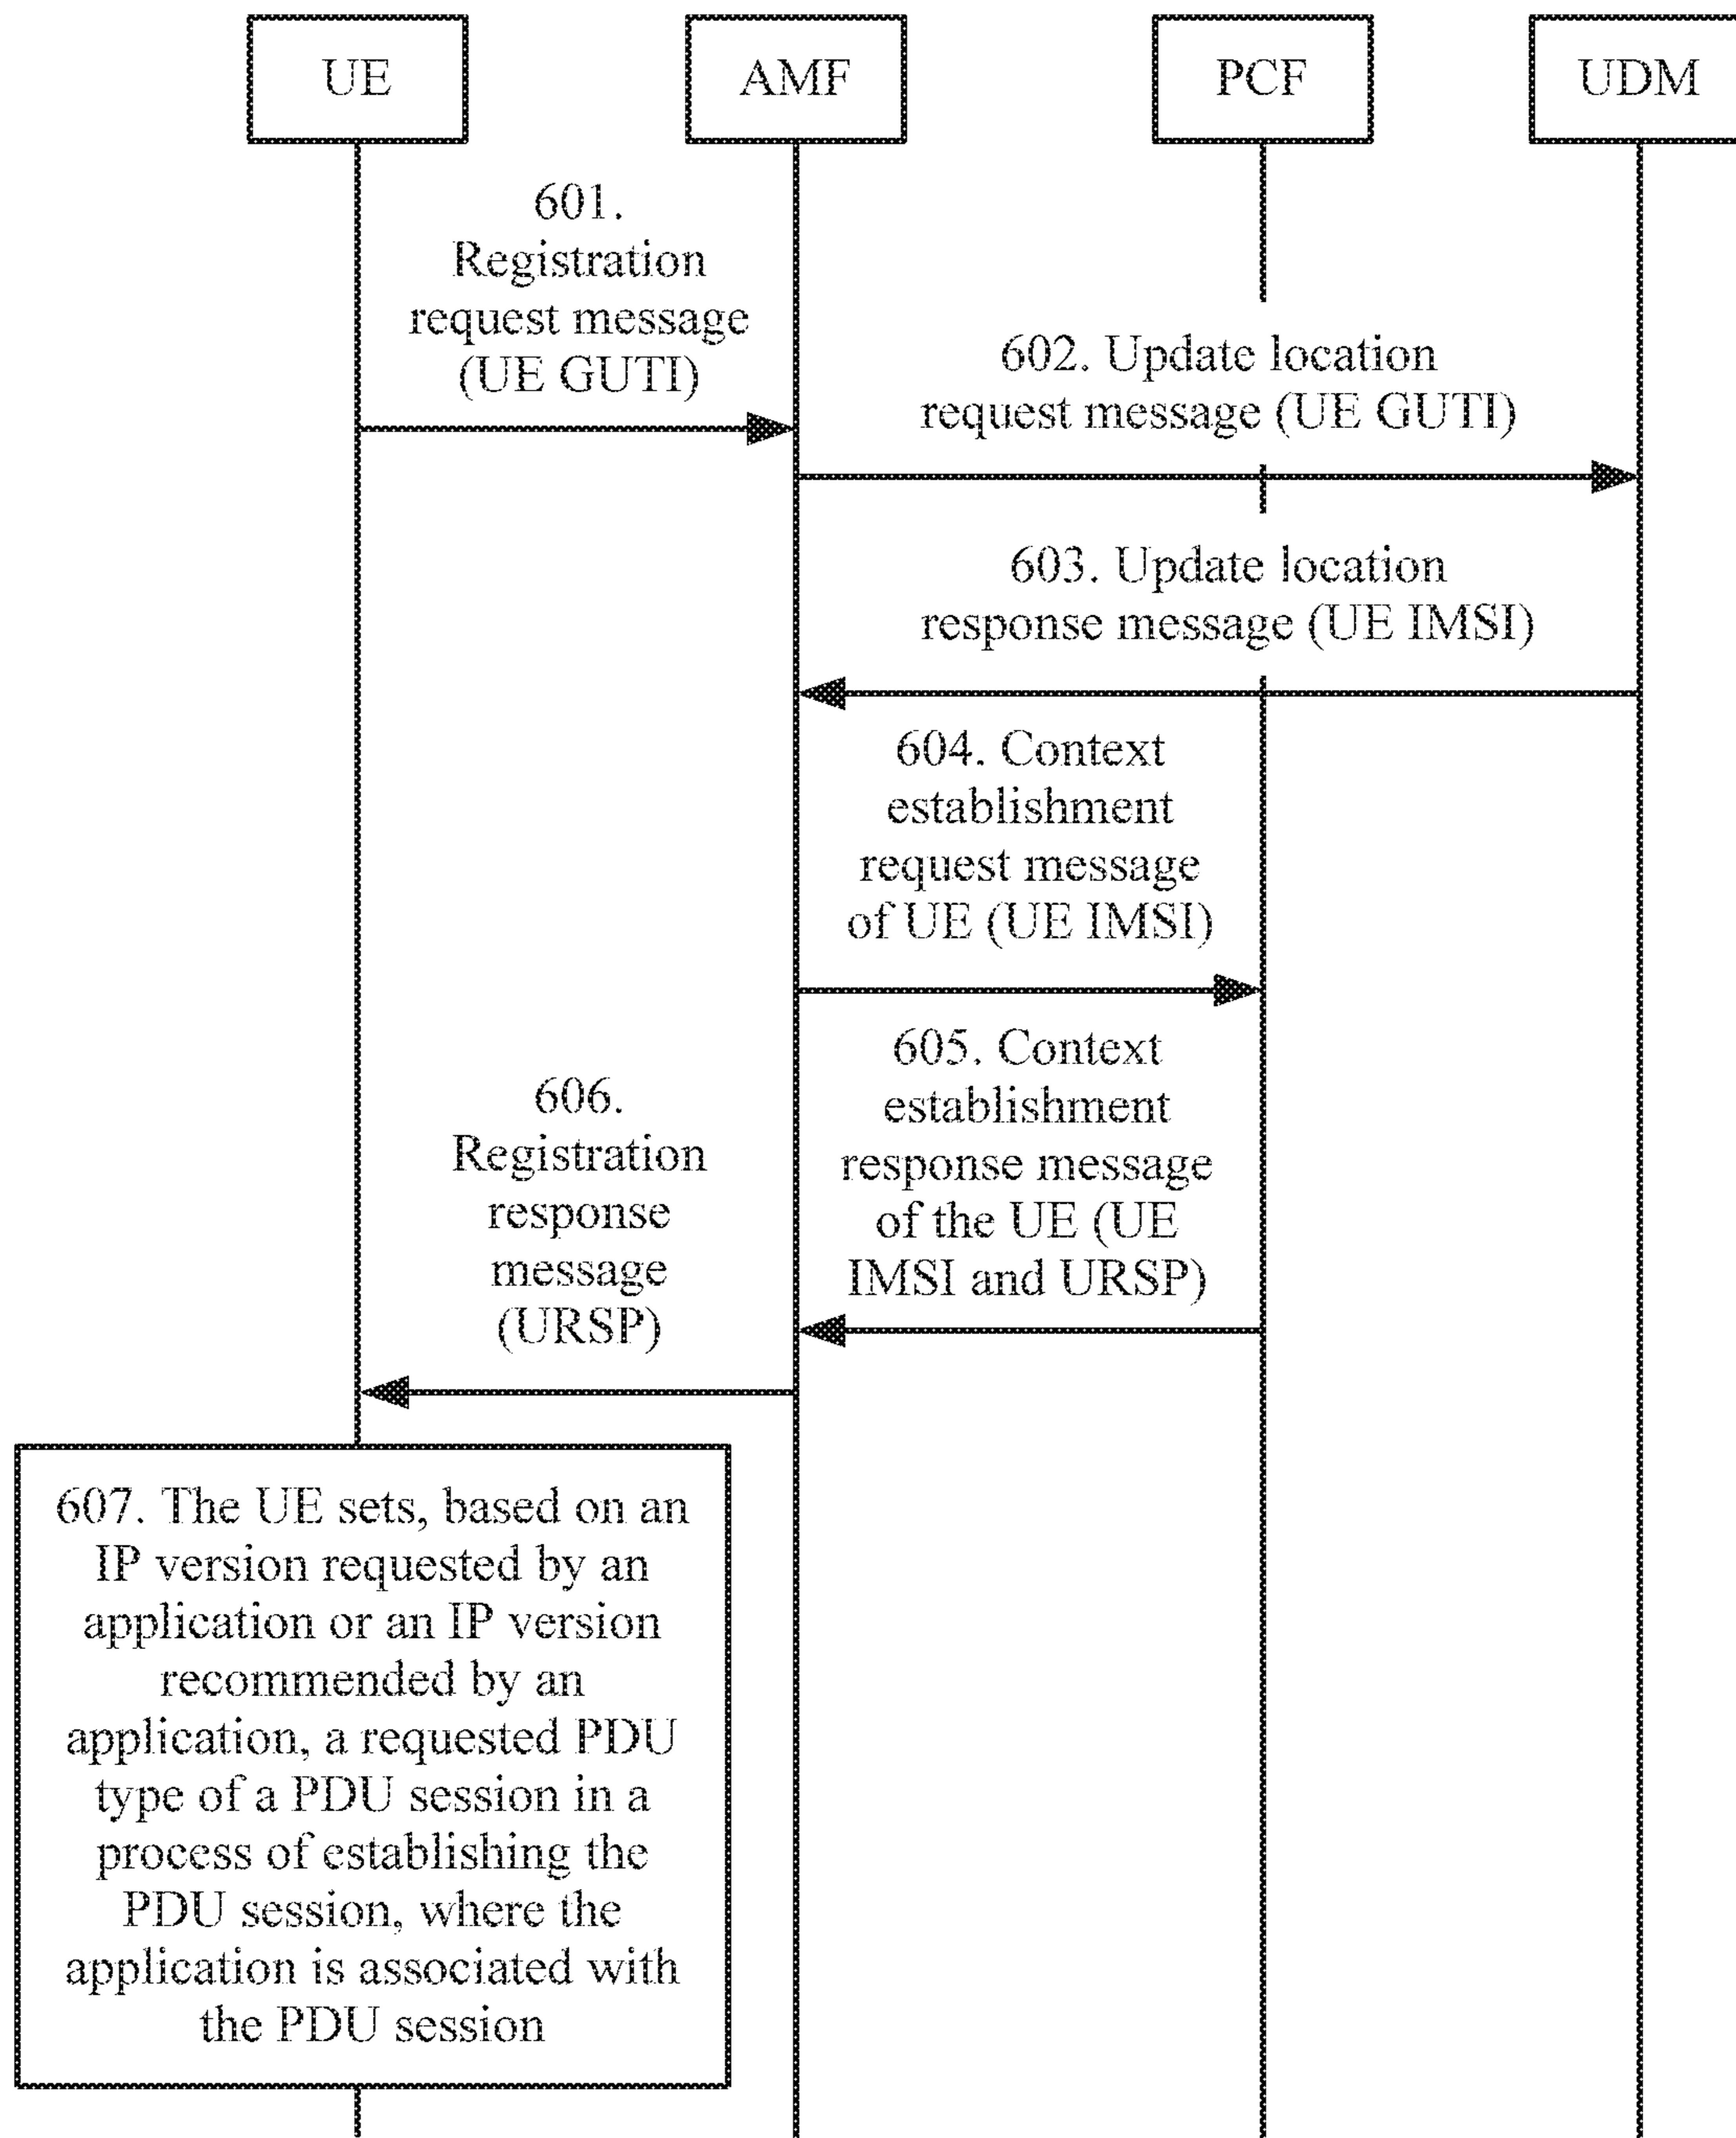 UE
AMF
PCF
UDM
601.
Registration
request message
(UE GUTI)
602. Update location
request message (UE GUTI)
603. Update location
response message (UE IMSI)
604. Context
establishment
request message
of UE (UE IMSI)
605. Context
establishment
response message
of the UE (UE
IMSI and URSP)
606.
Registration
response
message
(URSP)
607. The UE sets, based on an
IP version requested by an
application or an IP version
recommended by an
application, a requested PDU
type of a PDU session in a
process of establishing the
PDU session, where the
application is associated with
the PDU session